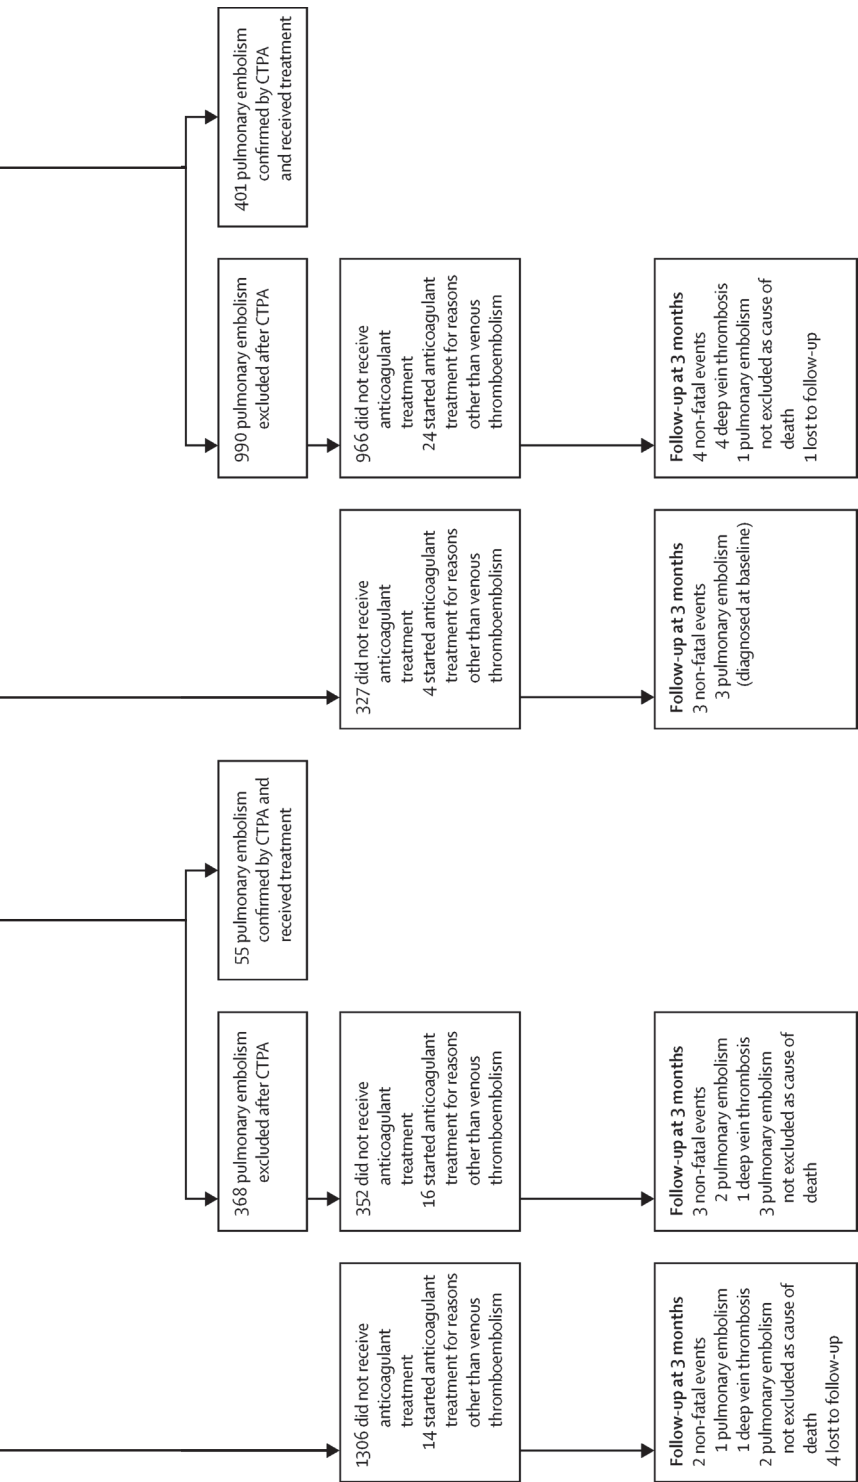 368 pulmonary embolism
excluded after CTPA
55 pulmonary embolism
confirmed by CTPA and
received treatment
990 pulmonary embolism
excluded after CTPA
401 pulmonary embolism
confirmed by CTPA
and received treatment
1306 did not receive
anticoagulant
treatment
14 started anticoagulant
treatment for reasons
other than venous
thromboembolism
352 did not receive
anticoagulant
treatment
16 started anticoagulant
treatment for reasons
other than venous
thromboembolism
327 did not receive
anticoagulant
treatment
4 started anticoagulant
treatment for reasons
other than venous
thromboembolism
966 did not receive
anticoagulant
treatment
24 started anticoagulant
treatment for reasons
other than venous
thromboembolism
Follow-up at 3 months
2 non-fatal events
1 pulmonary embolism
1 deep vein thrombosis
2 pulmonary embolism
not excluded as cause of
death
4 lost to follow-up
Follow-up at 3 months
3 non-fatal events
2 pulmonary embolism
1 deep vein thrombosis
3 pulmonary embolism
not excluded as cause of
death
Follow-up at 3 months
3 non-fatal events
3 pulmonary embolism
(diagnosed at baseline)
Follow-up at 3 months
4 non-fatal events
4 deep vein thrombosis
1 pulmonary embolism
not excluded as cause of
death
1 lost to follow-up